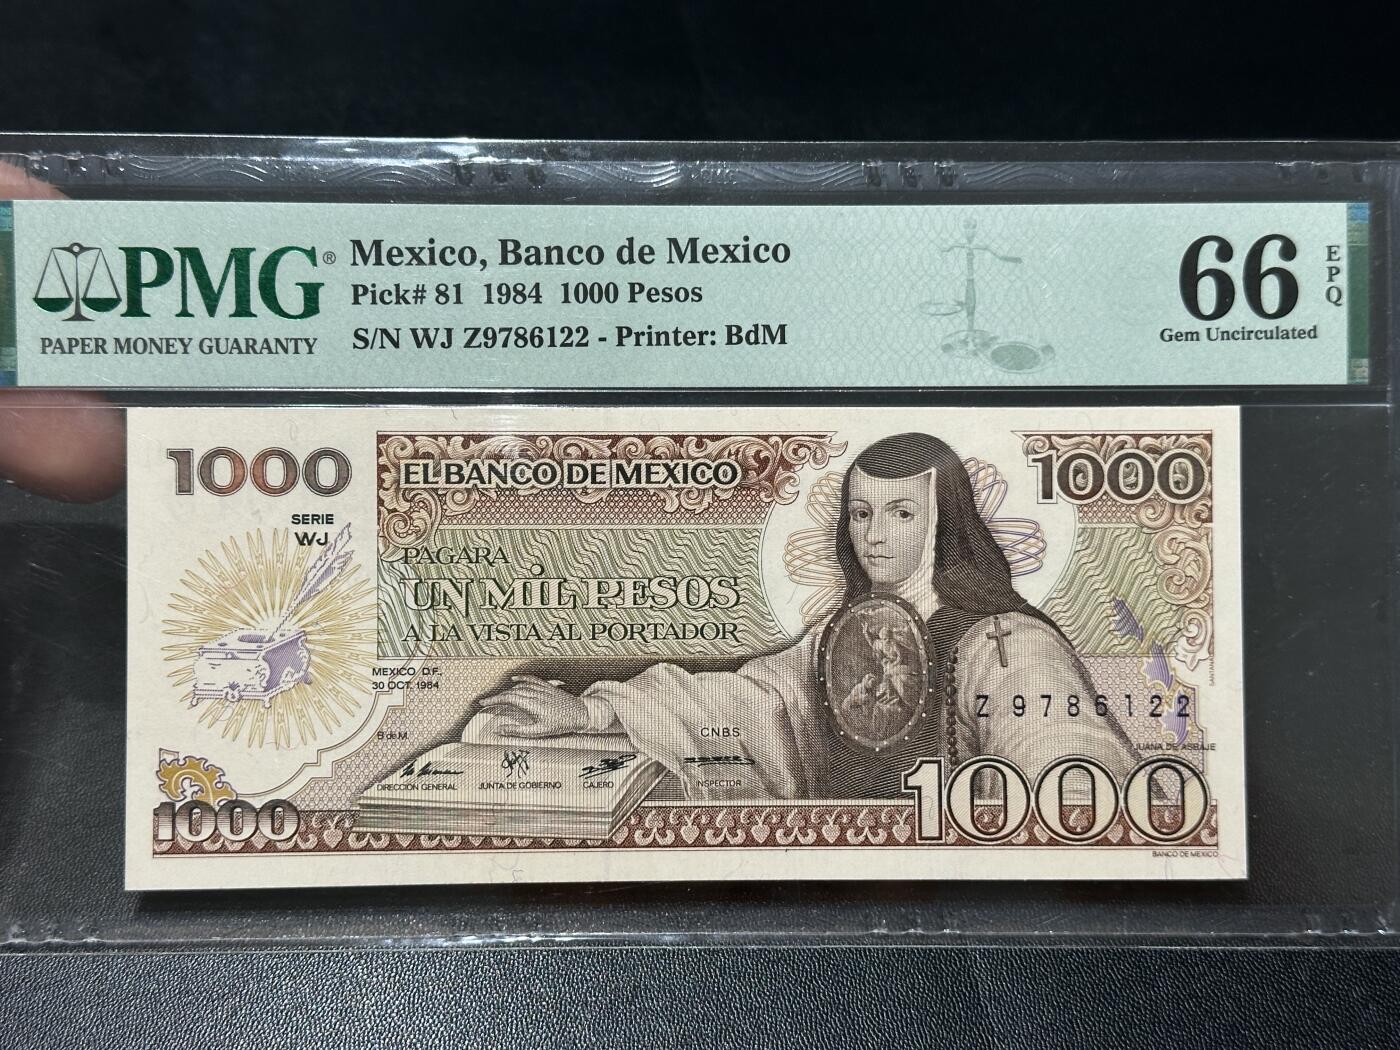 PMG®
PAPER MONEY GUARANTY
Mexico, Banco de Mexico
Pick# 81 1984 1000 Pesos
S/N WJ Z9786122 - Printer: BdM
66
EPQ
Gem Uncirculated
1000
EL BANCO DE MEXICO
1000
SERIE
WJ
PAGARA
UN MIL PESOS
A LA VISTA AL PORTADOR
MEXICO D.F.,
30 OCT. 1984
SANTANA
Z 9786122
B de M.
CNBS
JUANA DE ASBAJE
DIRECCION GENERAL
JUNTA DE GOBIERNO
CAJERO
INSPECTOR
1000
1000
BANCO DE MEXICO